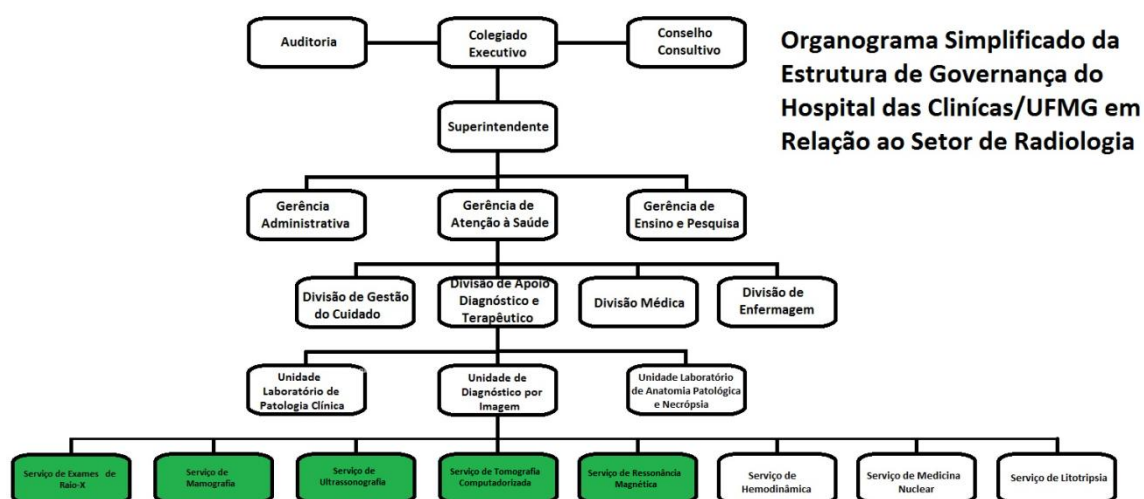 Auditoria
Colegiado
Executivo
Conselho
Consultivo
Organograma Simplificado da
Estrutura de Governança do
Hospital das Clinícas/UFMG em
Relação ao Setor de Radiologia
Superintendente
Gerência
Administrativa
Gerência de
Atenção à Saúde
Gerência de
Ensino e Pesquisa
Divisão de Gestão
do Cuidado
Divisão de Apoio
Diagnóstico e
Terapêutico
Divisão Médica
Divisão de
Enfermagem
Unidade
Laboratório de
Patologia Clínica
Unidade de
Diagnóstico por
Imagem
Unidade Laboratório
de Anatomia Patológica
e Necrópsia
Serviço de Exames de
Raio-X
Serviço de
Mamografia
Serviço de
Ultrassonografia
Serviço de Tomografia
Computadorizada
Serviço de Ressonância
Magnética
Serviço de
Hemodinâmica
Serviço de Medicina
Nuclear
Serviço de Litotripsia